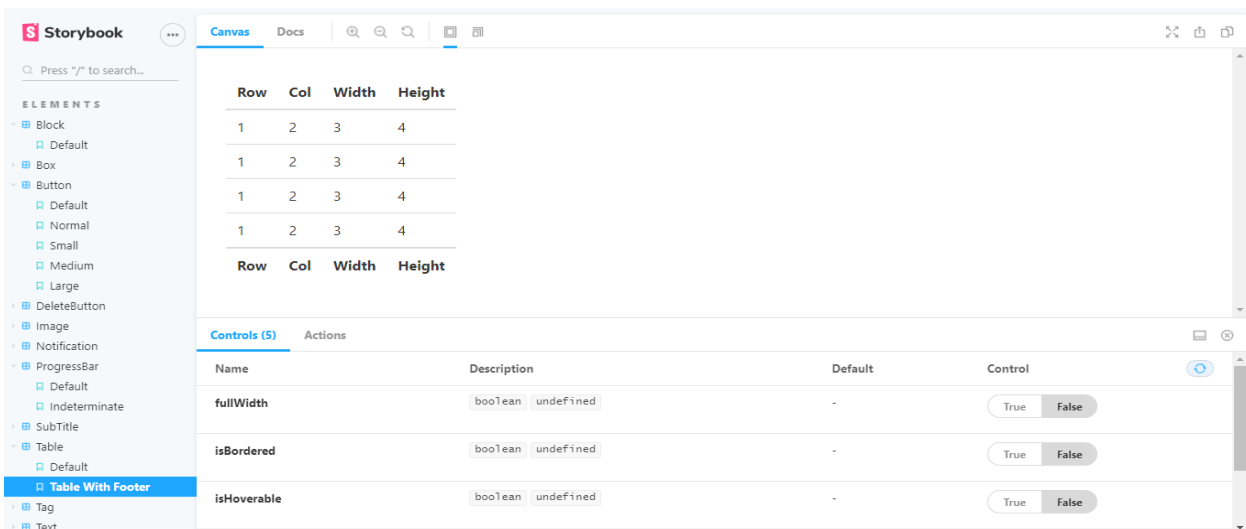 Storybook
Press "/" to search...
ELEMENTS
Block
Default
Box
Button
Default
Normal
Small
Medium
Large
DeleteButton
Image
Notification
ProgressBar
Default
Indeterminate
SubTitle
Table
Default
Table With Footer
Tag
Text
Canvas Docs
Row Col Width Height
1 2 3 4
1 2 3 4
1 2 3 4
1 2 3 4
Row Col Width Height
Controls (5) Actions
Name Description Default Control
fullWidth boolean undefined - True False
isBordered boolean undefined - True False
isHoverable boolean undefined - True False